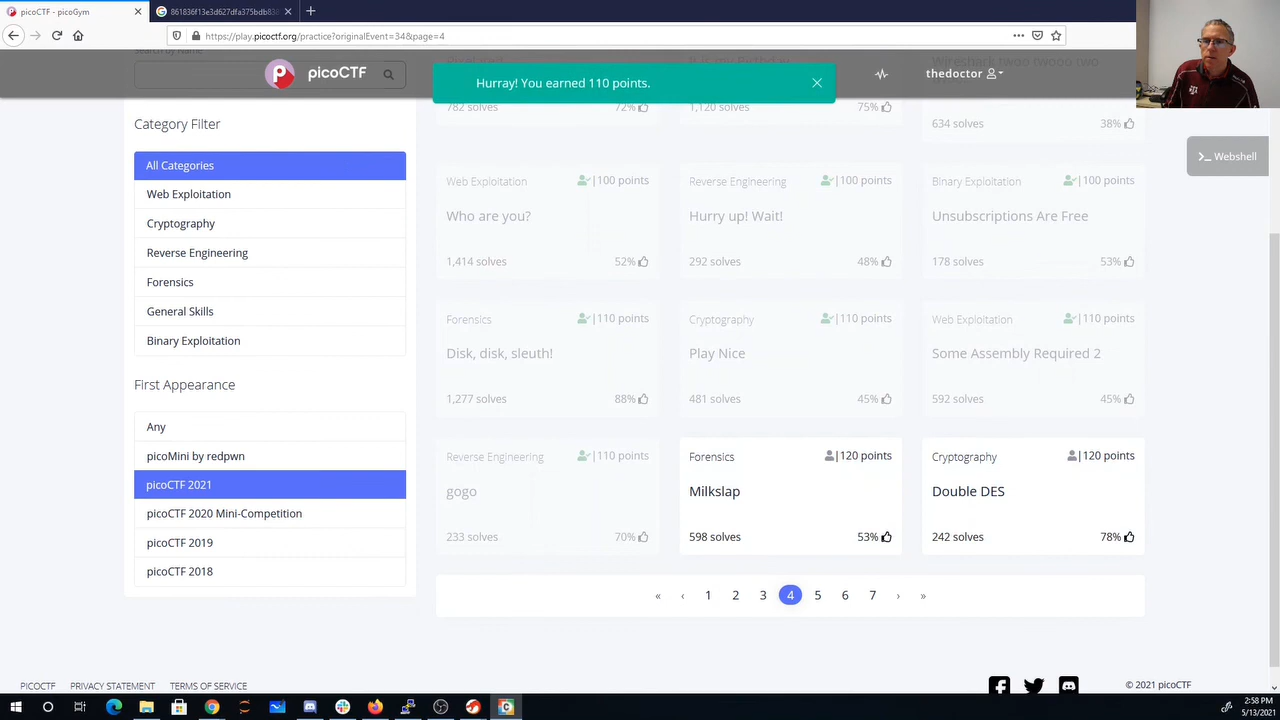 picoCTF - picoGym
861836f13e3d627dfa375bdb838
https://play.picoctf.org/practice?originalEvent=34&page=4
Search by Name
picoCTF
Hurray! You earned 110 points.
thedoctor
Wireshark twoo twooo two
782 solves 72%
1,120 solves 75%
634 solves 38%
Webshell
Category Filter
All Categories
Web Exploitation
Cryptography
Reverse Engineering
Forensics
General Skills
Binary Exploitation
First Appearance
Any
picoMini by redpwn
picoCTF 2021
picoCTF 2020 Mini-Competition
picoCTF 2019
picoCTF 2018
Web Exploitation |100 points
Who are you?
1,414 solves 52%
Reverse Engineering |100 points
Hurry up! Wait!
292 solves 48%
Binary Exploitation |100 points
Unsubscriptions Are Free
178 solves 53%
Forensics |110 points
Disk, disk, sleuth!
1,277 solves 88%
Cryptography |110 points
Play Nice
481 solves 45%
Web Exploitation |110 points
Some Assembly Required 2
592 solves 45%
Reverse Engineering |110 points
gogo
233 solves 70%
Forensics |120 points
Milkslap
598 solves 53%
Cryptography |120 points
Double DES
242 solves 78%
« ‹ 1 2 3 4 5 6 7 › »
PICOCTF PRIVACY STATEMENT TERMS OF SERVICE
© 2021 picoCTF
2:58 PM
5/13/2021